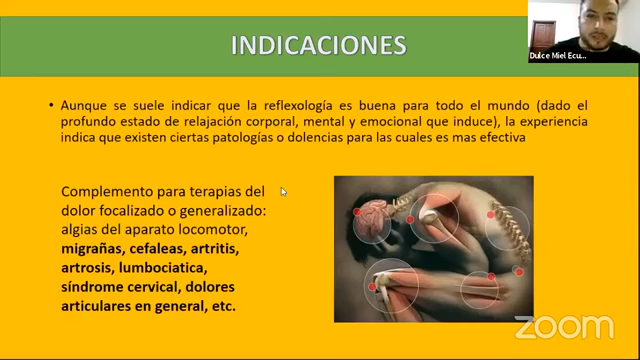 INDICACIONES
Dulce Miel Ecu...
• Aunque se suele indicar que la reflexología es buena para todo el mundo (dado el
profundo estado de relajación corporal, mental y emocional que induce), la experiencia
indica que existen ciertas patologías o dolencias para las cuales es mas efectiva
Complemento para terapias del
dolor focalizado o generalizado:
algias del aparato locomotor,
migrañas, cefaleas, artritis,
artrosis, lumbociatica,
síndrome cervical, dolores
articulares en general, etc.
zoom